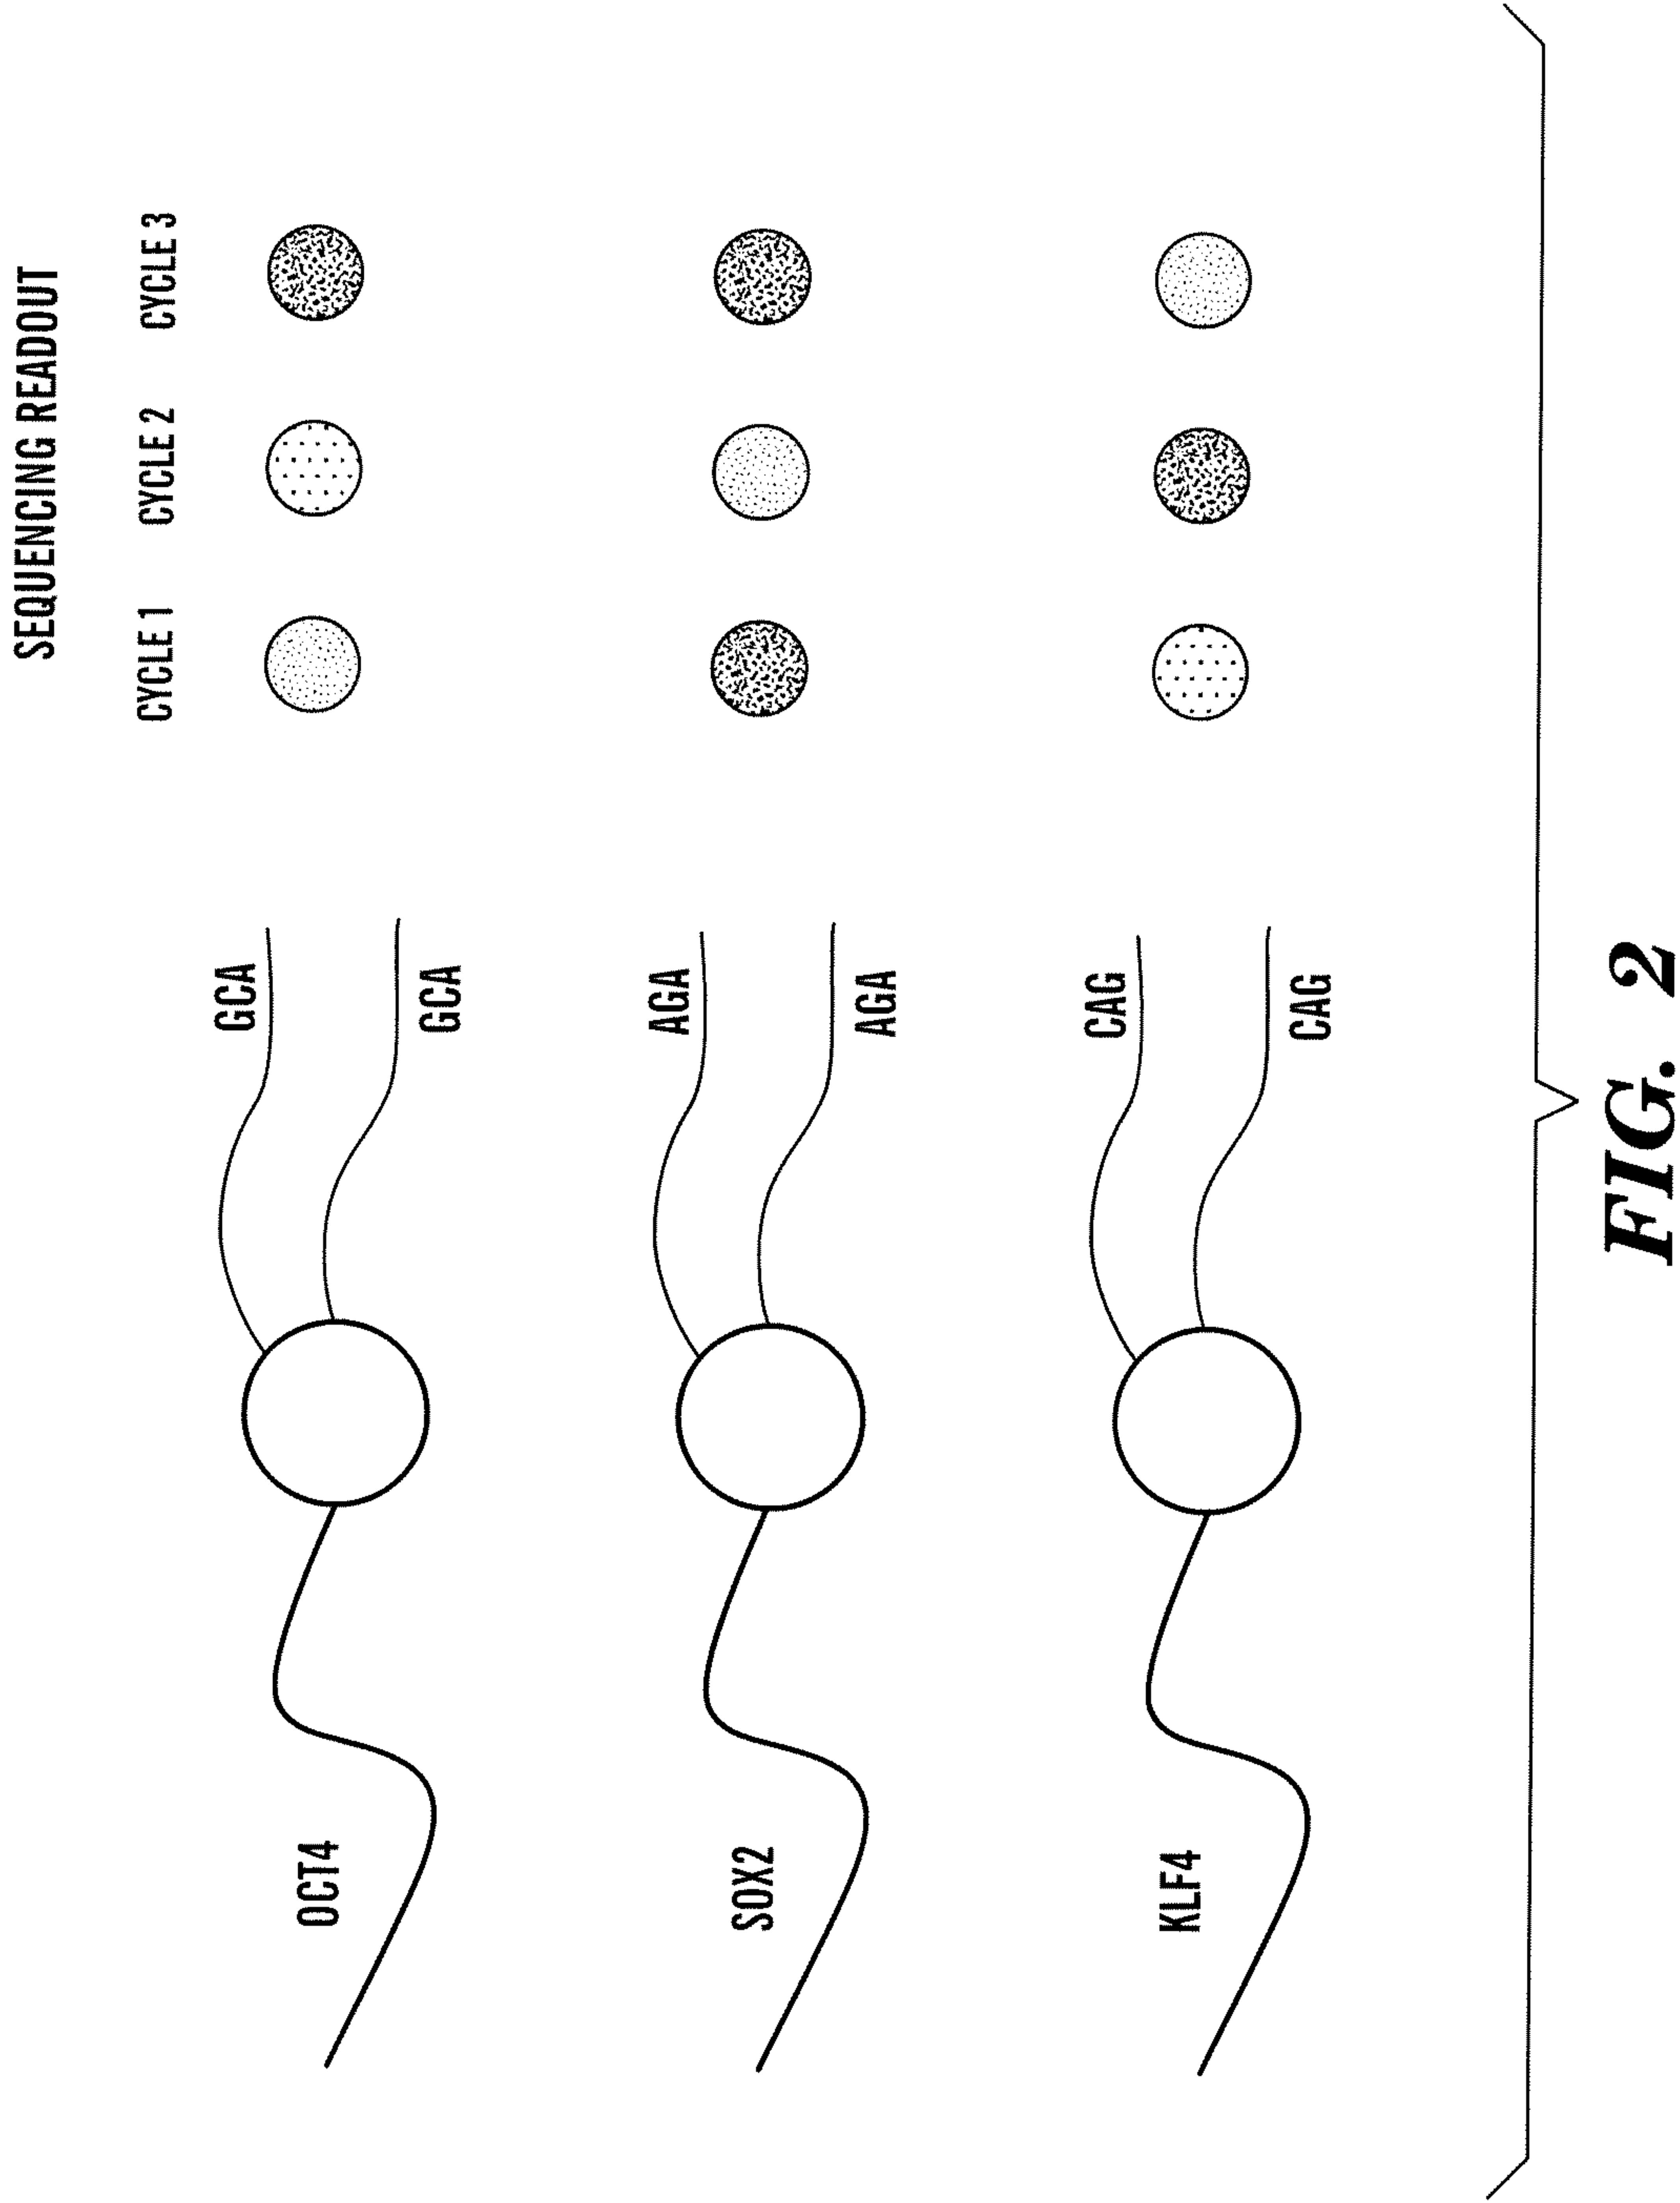 SEQUENCING READOUT
CYCLE 1 CYCLE 2 CYCLE 3
GCA
OCT4
GCA
AGA
SOX2
AGA
CAG
KLF4
CAG
FIG. 2